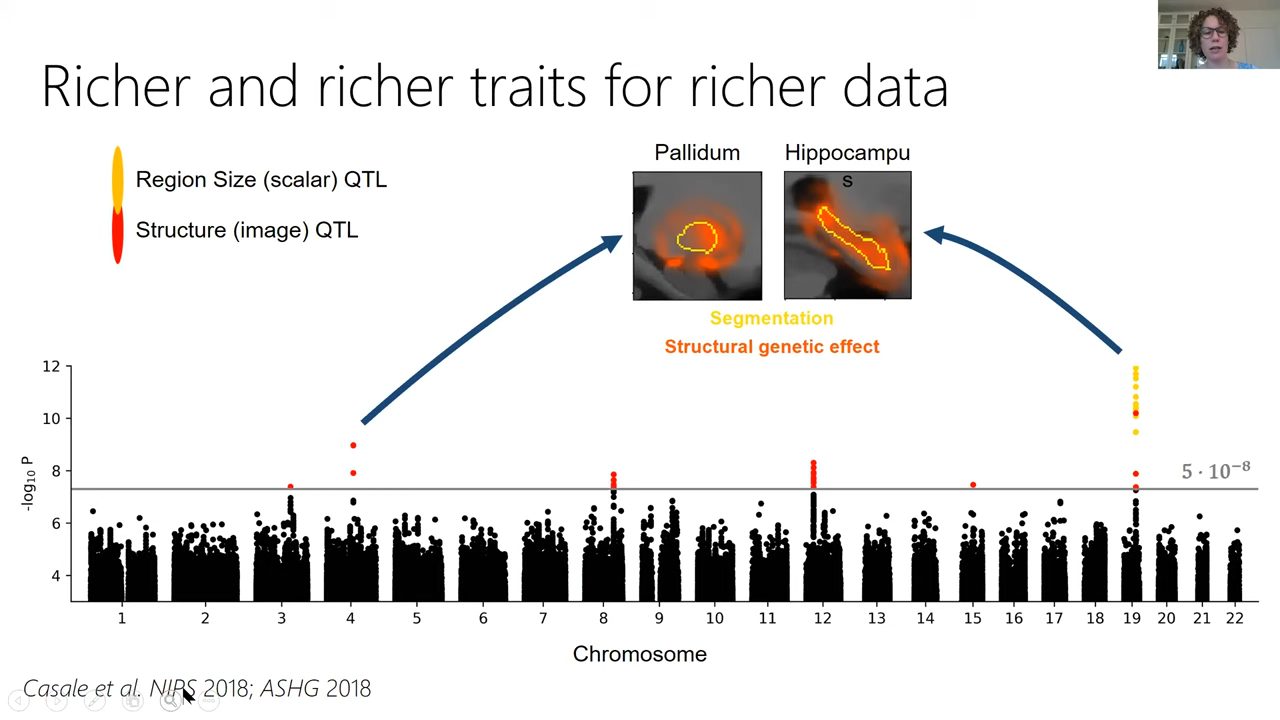 Richer and richer traits for richer data
Region Size (scalar) QTL
Structure (image) QTL
Pallidum
Hippocampu
s
Segmentation
Structural genetic effect
12
10
8
6
4
-log10 P
5 · 10−8
1 2 3 4 5 6 7 8 9 10 11 12 13 14 15 16 17 18 19 20 21 22
Chromosome
Casale et al. NIPS 2018; ASHG 2018